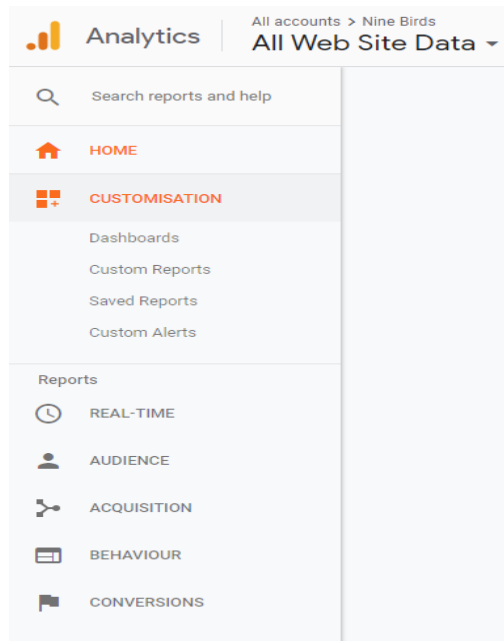 Analytics
All accounts > Nine Birds
All Web Site Data
Search reports and help
HOME
CUSTOMISATION
Dashboards
Custom Reports
Saved Reports
Custom Alerts
Reports
REAL-TIME
AUDIENCE
ACQUISITION
BEHAVIOUR
CONVERSIONS